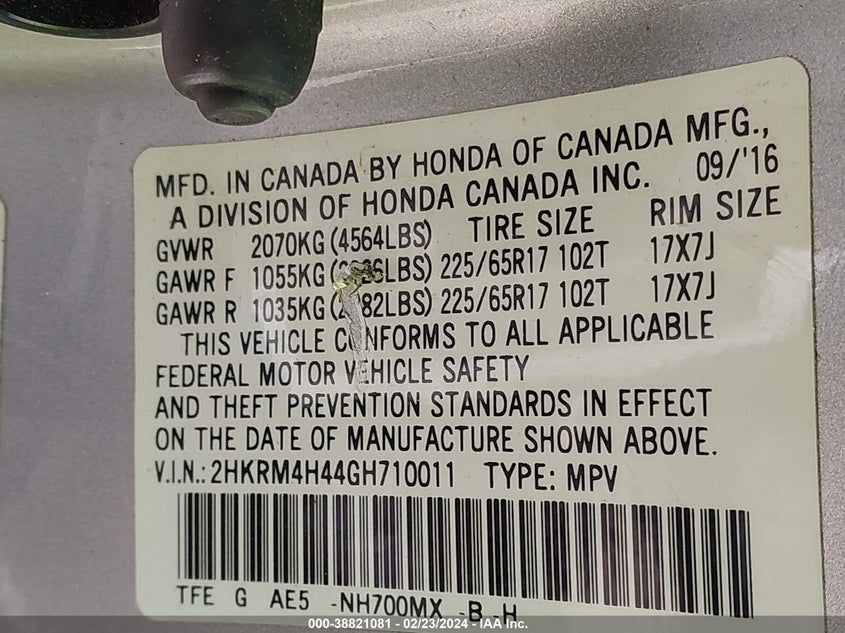 MFD. IN CANADA BY HONDA OF CANADA MFG.,
A DIVISION OF HONDA CANADA INC. 09/'16
GVWR 2070KG (4564LBS) TIRE SIZE RIM SIZE
GAWR F 1055KG 225/65R17 102T 17X7J
GAWR R 1035KG 225/65R17 102T 17X7J
THIS VEHICLE CONFORMS TO ALL APPLICABLE
FEDERAL MOTOR VEHICLE SAFETY
AND THEFT PREVENTION STANDARDS IN EFFECT
ON THE DATE OF MANUFACTURE SHOWN ABOVE.
V.I.N.: 2HKRM4H44GH710011 TYPE: MPV
TFE G AE5 -NH700MX -B -H
000-38821081 - 02/23/2024 - IAA Inc.